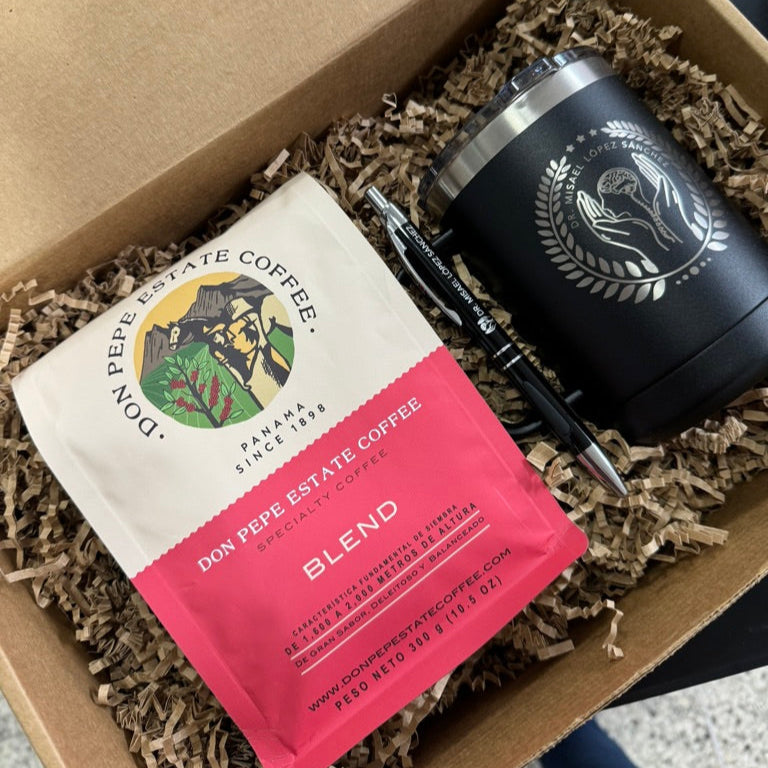 DON PEPE ESTATE COFFEE
PANAMA
SINCE 1898
DON PEPE ESTATE COFFEE
SPECIALTY COFFEE
BLEND
CARACTERISTICA FUNDAMENTAL DE SIEMBRA
DE 1,600 A 2,000 METROS DE ALTURA
DE GRAN SABOR, DELEITOSO Y BALANCEADO
WWW.DONPEPESTATECOFFEE.COM
PESO NETO 300 g (10.5 OZ)
DR MISAEL LÓPEZ SÁNCHEZ
DR. MISAEL LÓPEZ SÁNCHEZ